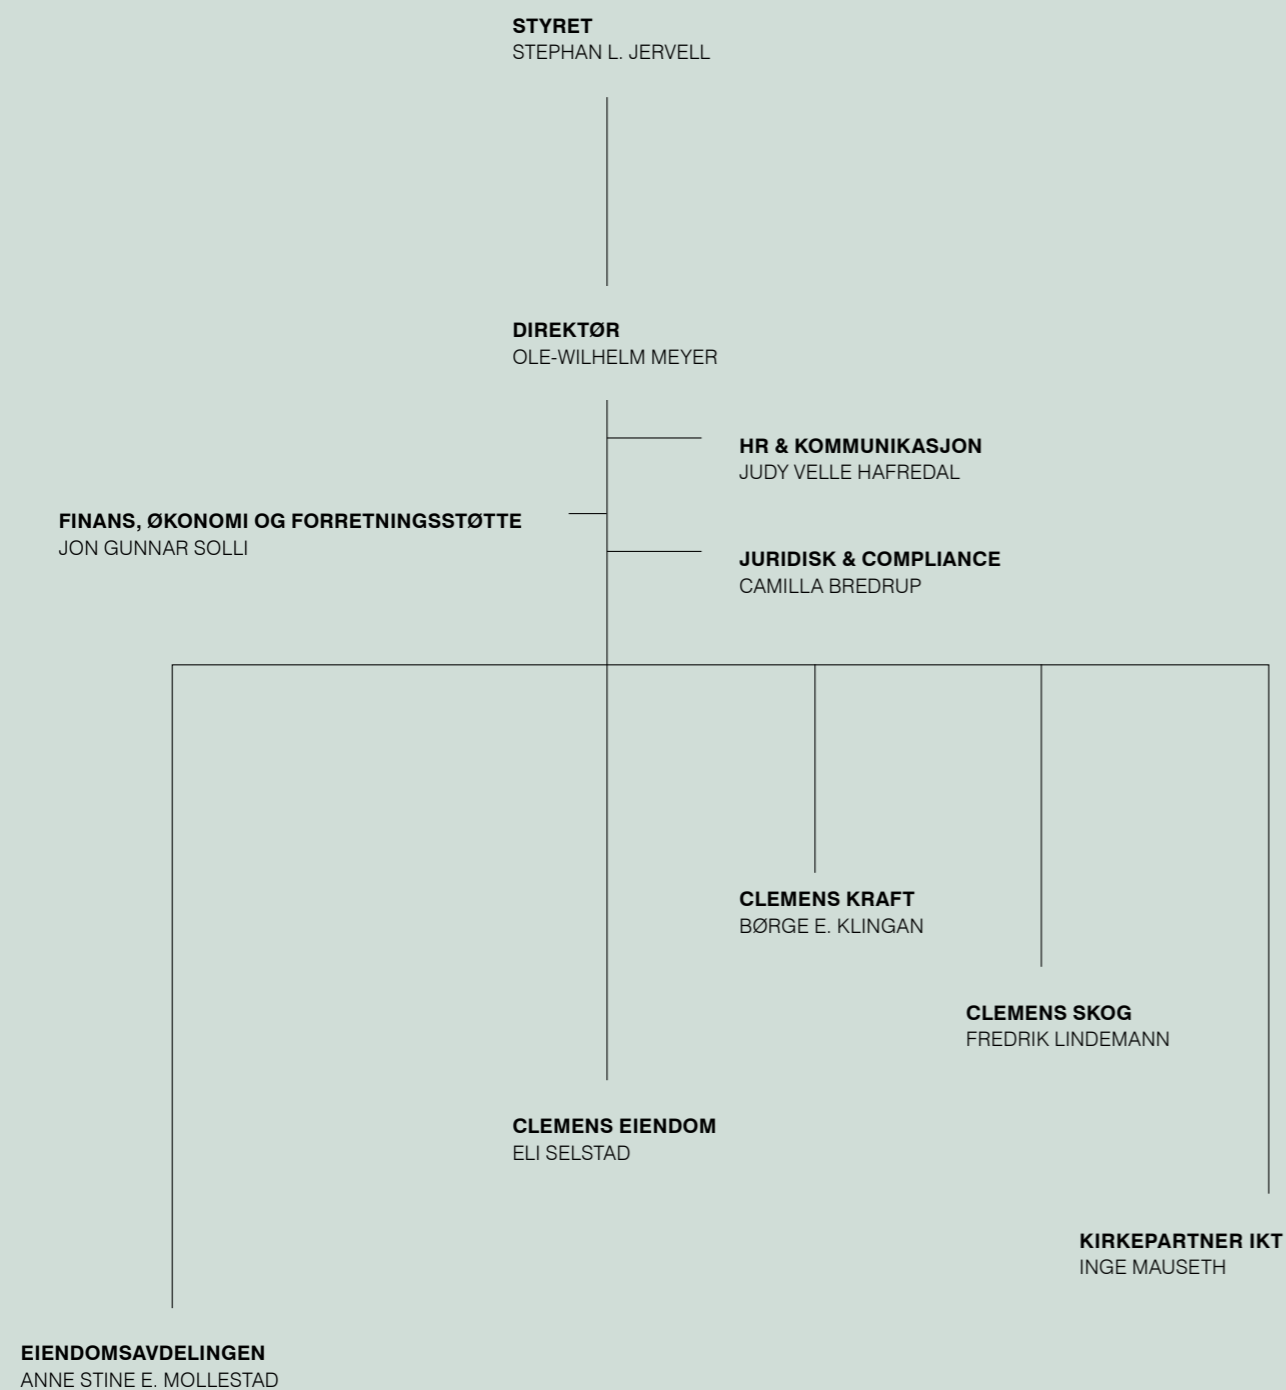 STYRET
STEPHAN L. JERVELL
DIREKTØR
OLE-WILHELM MEYER
HR & KOMMUNIKASJON
JUDY VELLE HAFREDAL
FINANS, ØKONOMI OG FORRETNINGSSTØTTE
JON GUNNAR SOLLI
JURIDISK & COMPLIANCE
CAMILLA BREDRUP
CLEMENS KRAFT
BØRGE E. KLINGAN
CLEMENS SKOG
FREDRIK LINDEMANN
CLEMENS EIENDOM
ELI SELSTAD
KIRKEPARTNER IKT
INGE MAUSETH
EIENDOMSAVDELINGEN
ANNE STINE E. MOLLESTAD